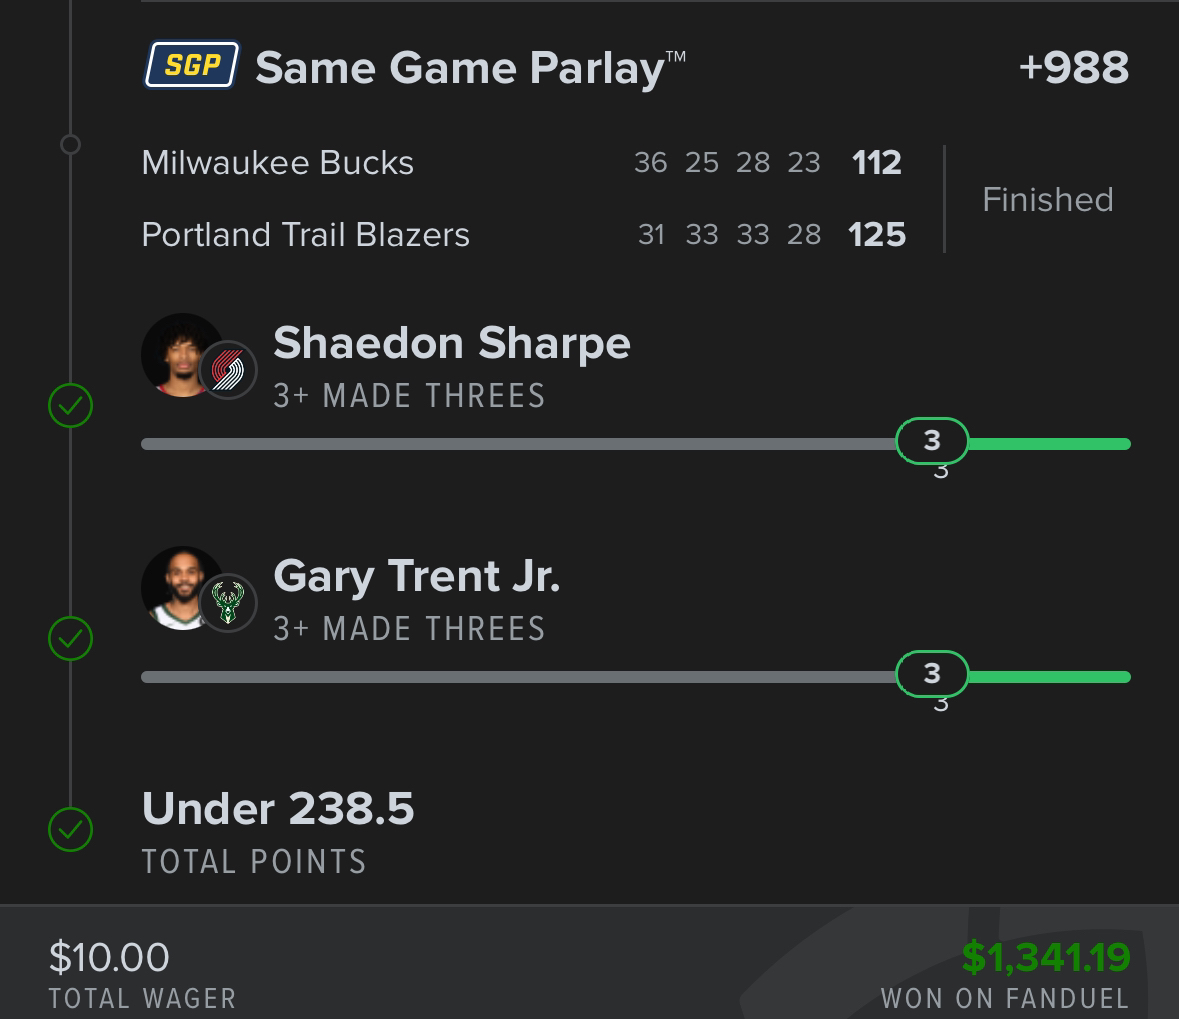 SGP Same Game Parlay™ +988
Milwaukee Bucks 36 25 28 23 112
Finished
Portland Trail Blazers 31 33 33 28 125
Shaedon Sharpe
3+ MADE THREES
3
3
Gary Trent Jr.
3+ MADE THREES
3
3
Under 238.5
TOTAL POINTS
$10.00 $1,341.19
TOTAL WAGER WON ON FANDUEL